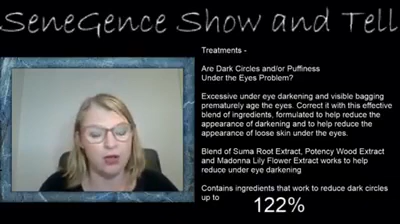 SeneGence Show and Tell
Treatments -
Are Dark Circles and/or Puffiness
Under the Eyes Problem?
Excessive under eye darkening and visible bagging
prematurely age the eyes. Correct it with this effective
blend of ingredients, formulated to help reduce the
appearance of darkening and to help reduce the
appearance of loose skin under the eyes.
Blend of Suma Root Extract, Potency Wood Extract
and Madonna Lily Flower Extract works to help
reduce under eye darkening
Contains ingredients that work to reduce dark circles
up to
122%